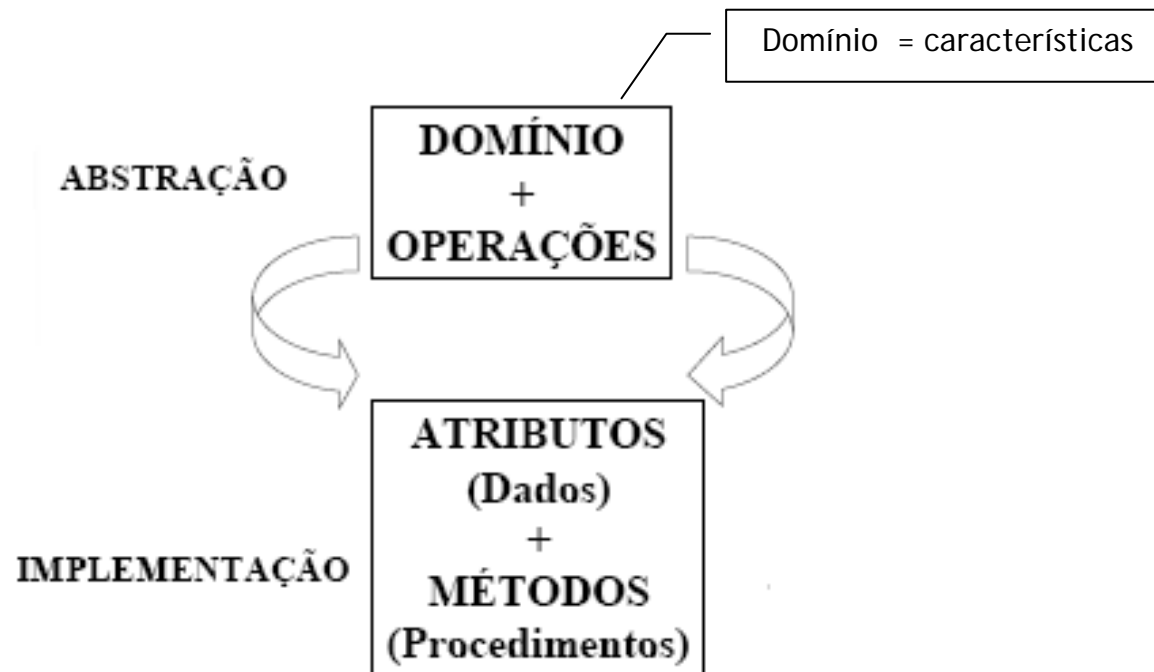 Domínio = características
DOMÍNIO
+
OPERAÇÕES
ABSTRAÇÃO
ATRIBUTOS
(Dados)
+
MÉTODOS
(Procedimentos)
IMPLEMENTAÇÃO